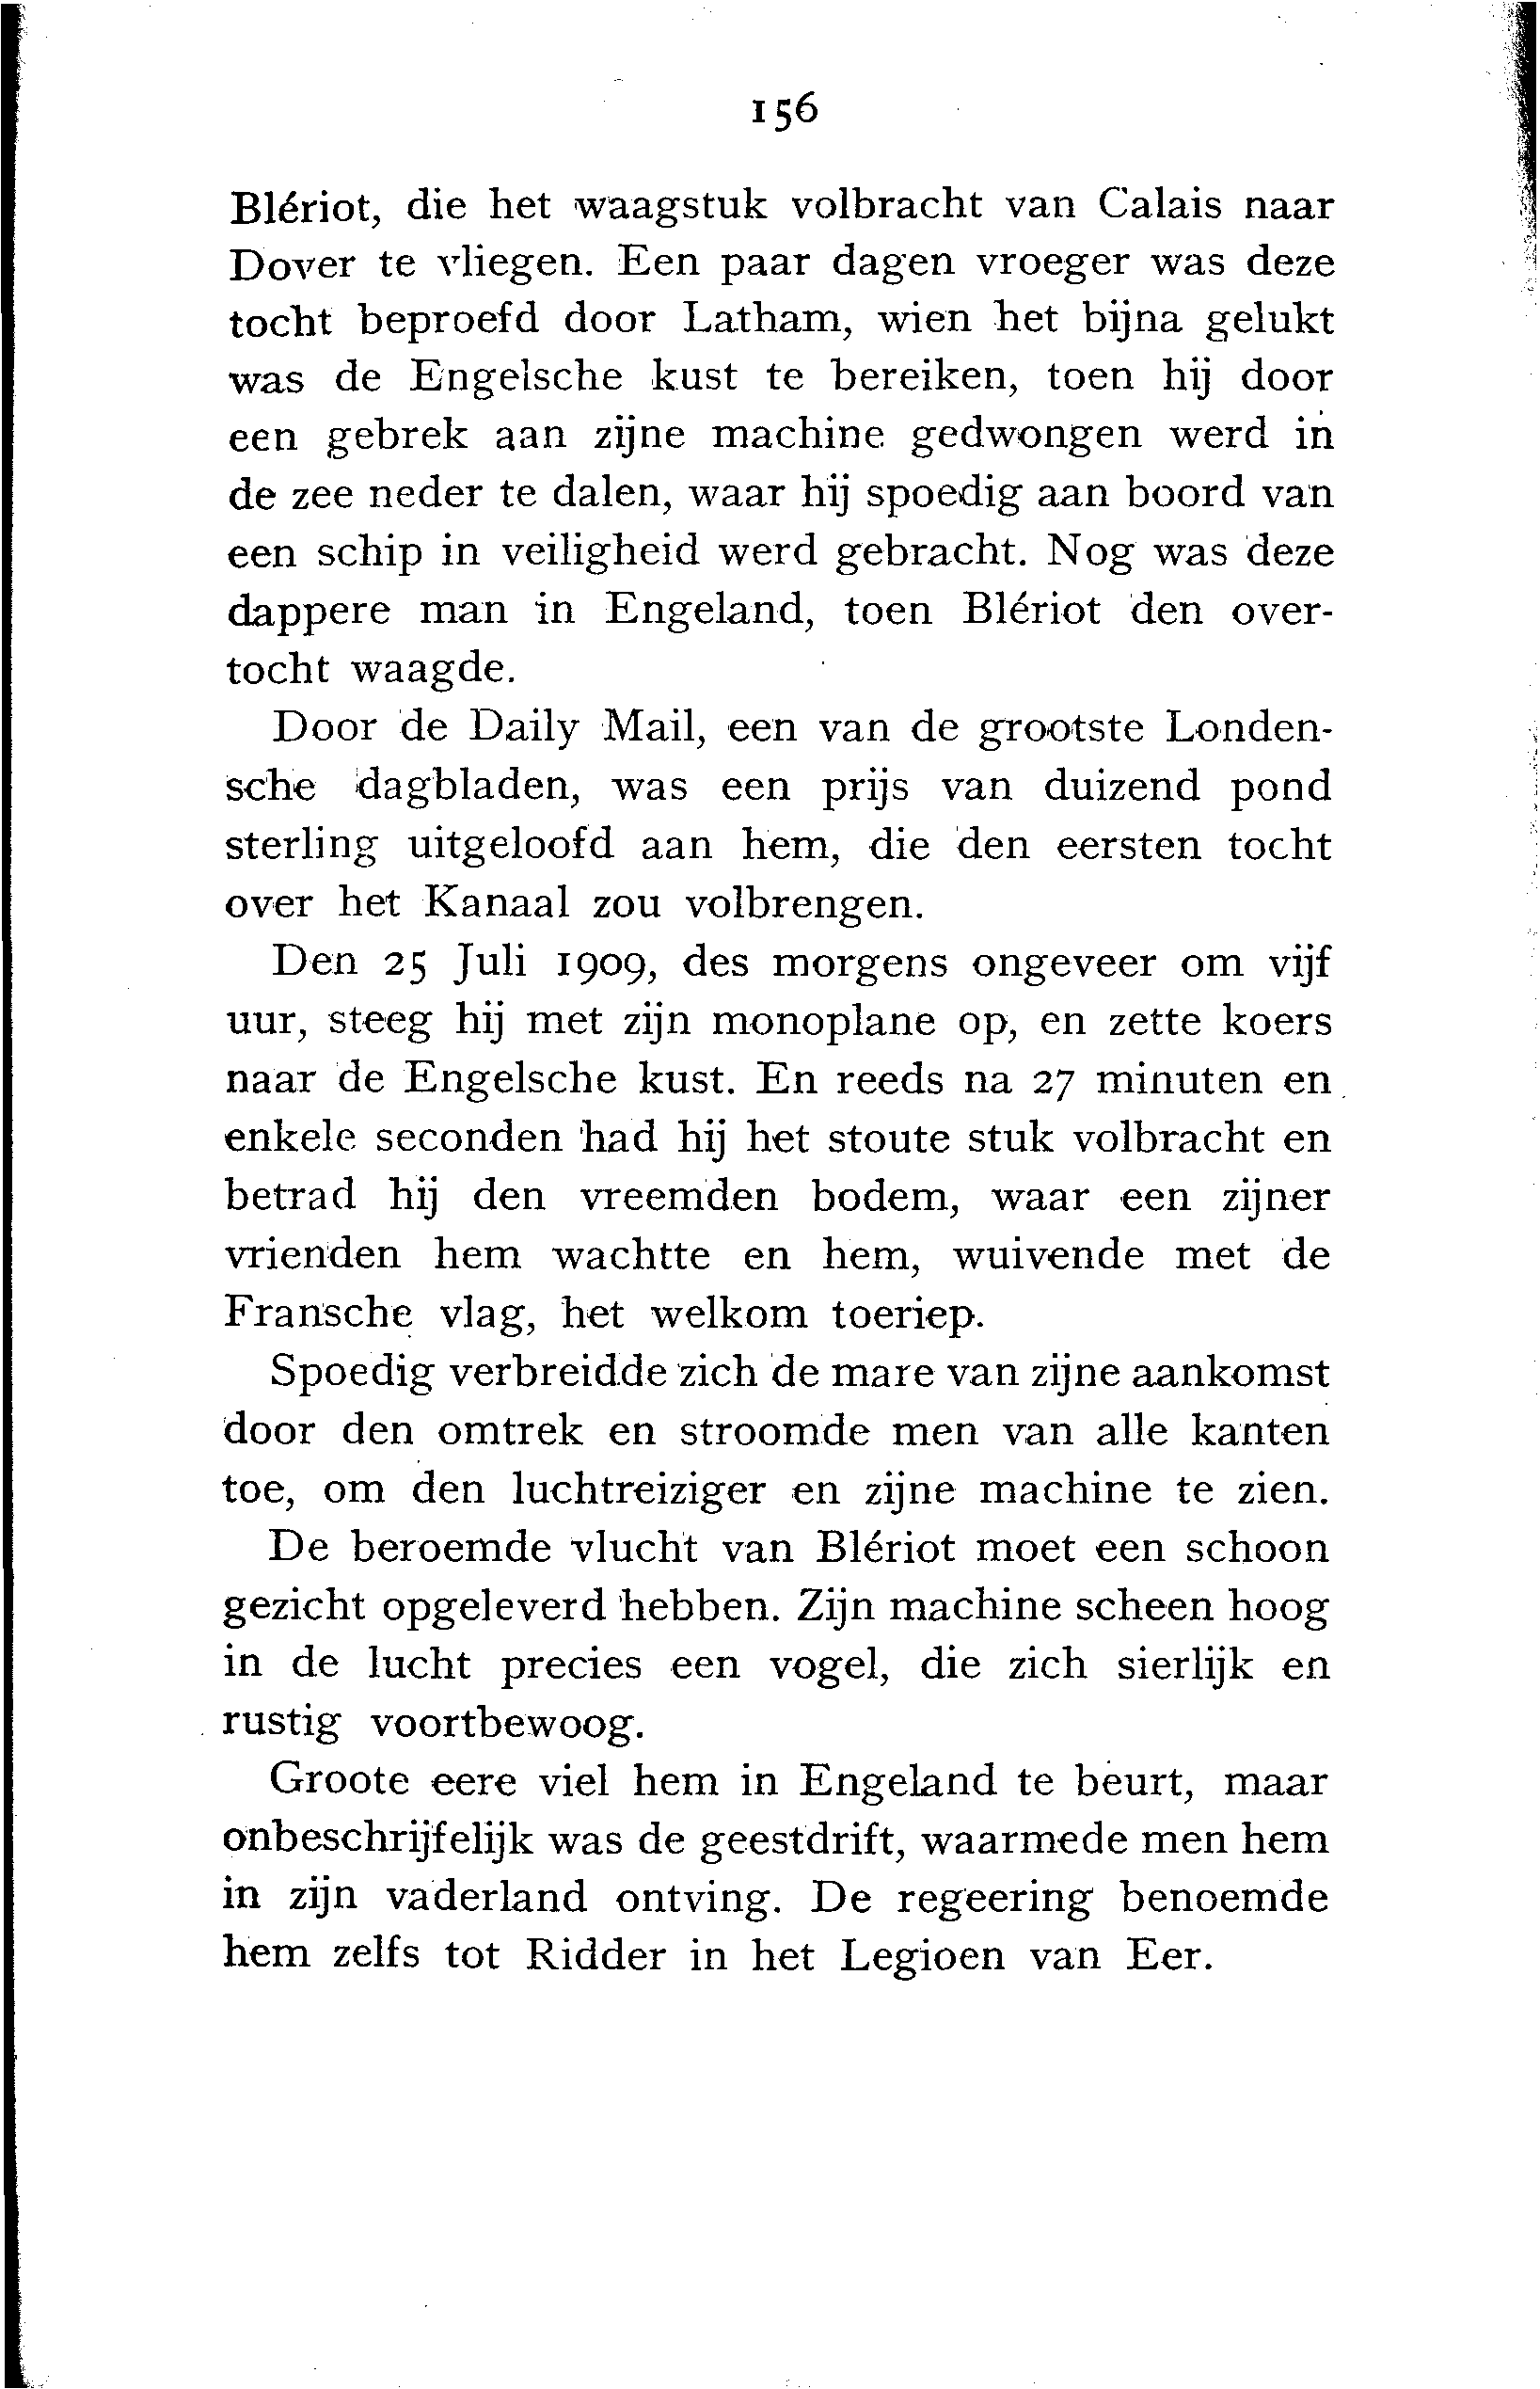 156
Blériot, die het waagstuk volbracht van Calais naar
Dover te vliegen. Een paar dagen vroeger was deze
tocht beproefd door Latham, wien het bijna gelukt
was de Engelsche kust te bereiken, toen hij door
een gebrek aan zijne machine gedwongen werd in
de zee neder te dalen, waar hij spoedig aan boord van
een schip in veiligheid werd gebracht. Nog was deze
dappere man in Engeland, toen Blériot den over-
tocht waagde.
Door de Daily Mail, een van de grootste Londen-
sche dagbladen, was een prijs van duizend pond
sterling uitgeloofd aan hem, die den eersten tocht
over het Kanaal zou volbrengen.
Den 25 Juli 1909, des morgens ongeveer om vijf
uur, steeg hij met zijn monoplane op, en zette koers
naar de Engelsche kust. En reeds na 27 minuten en
enkele seconden had hij het stoute stuk volbracht en
betrad hij den vreemden bodem, waar een zijner
vrienden hem wachtte en hem, wuivende met de
Fransche vlag, het welkom toeriep.
Spoedig verbreidde zich de mare van zijne aankomst
door den omtrek en stroomde men van alle kanten
toe, om den luchtreiziger en zijne machine te zien.
De beroemde vlucht van Blériot moet een schoon
gezicht opgeleverd hebben. Zijn machine scheen hoog
in de lucht precies een vogel, die zich sierlijk en
rustig voortbewoog.
Groote eere viel hem in Engeland te beurt, maar
onbeschrijfelijk was de geestdrift, waarmede men hem
in zijn vaderland ontving. De regeering benoemde
hem zelfs tot Ridder in het Legioen van Eer.